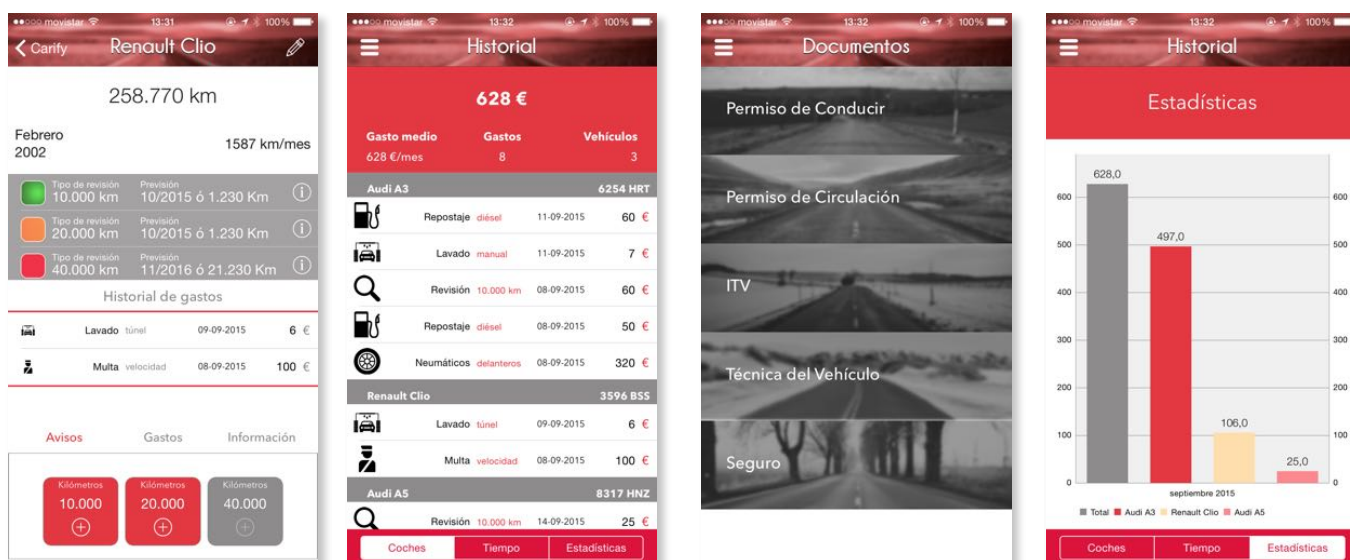 ●●○○○ movistar 13:31 100%
Carify Renault Clio
258.770 km
Febrero
2002
1587 km/mes
Tipo de revisión Previsión
10.000 km 10/2015 ó 1.230 Km
Tipo de revisión Previsión
20.000 km 10/2015 ó 1.230 Km
Tipo de revisión Previsión
40.000 km 11/2016 ó 21.230 Km
Historial de gastos
Lavado túnel 09-09-2015 6 €
Multa velocidad 08-09-2015 100 €
Avisos Gastos Información
Kilómetros Kilómetros Kilómetros
10.000 20.000 40.000
●●○○○ movistar 13:32 100%
Historial
628 €
Gasto medio Gastos Vehículos
628 €/mes 8 3
Audi A3 6254 HRT
Repostaje diésel 11-09-2015 60 €
Lavado manual 11-09-2015 7 €
Revisión 10.000 km 08-09-2015 60 €
Repostaje diésel 08-09-2015 50 €
Neumáticos delanteros 08-09-2015 320 €
Renault Clio 3596 BSS
Lavado túnel 09-09-2015 6 €
Multa velocidad 08-09-2015 100 €
Audi A5 8317 HNZ
Revisión 10.000 km 14-09-2015 25 €
Coches Tiempo Estadísticas
●●○○○ movistar 13:32 100%
Documentos
Permiso de Conducir
Permiso de Circulación
ITV
Técnica del Vehículo
Seguro
●●○○○ movistar 13:32 100%
Historial
Estadísticas
628,0
600 600
497,0
500 500
400 400
300 300
200 200
106,0
100 100
25,0
0 0
septiembre 2015
Total Audi A3 Renault Clio Audi A5
Coches Tiempo Estadísticas